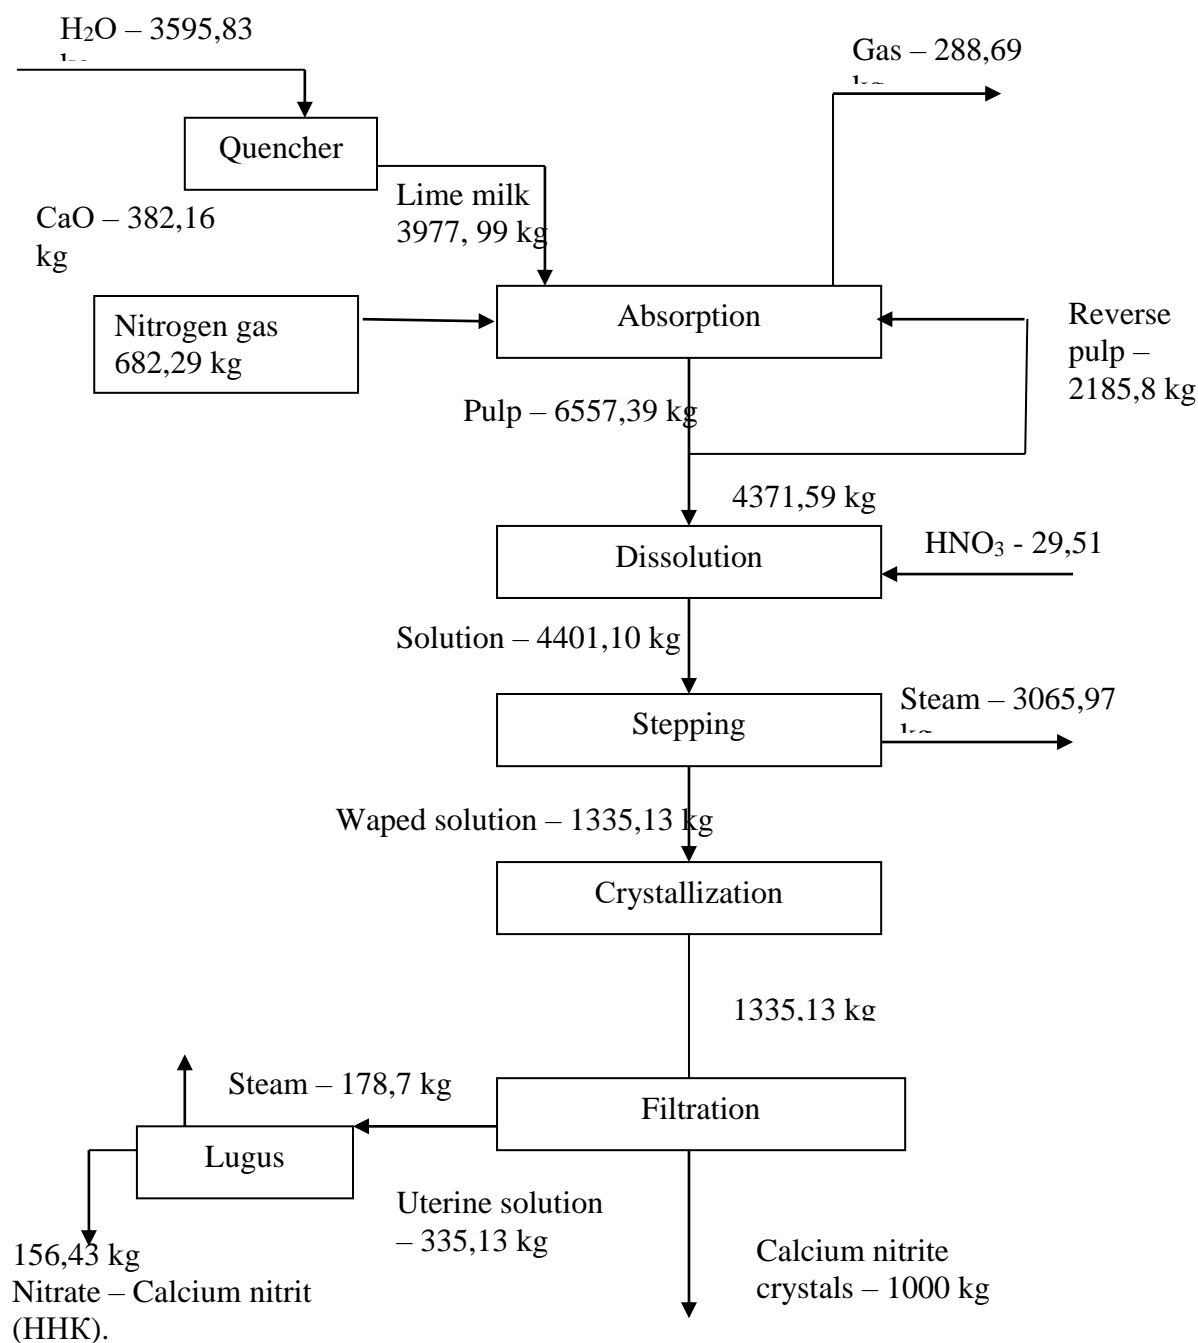 H₂O – 3595,83
Gas – 288,69
Quencher
Lime milk
3977, 99 kg
CaO – 382,16
kg
Absorption
Nitrogen gas
682,29 kg
Reverse
pulp –
2185,8 kg
Pulp – 6557,39 kg
4371,59 kg
Dissolution
HNO₃ - 29,51
Solution – 4401,10 kg
Stepping
Steam – 3065,97
Waped solution – 1335,13 kg
Crystallization
1335,13 kg
Steam – 178,7 kg
Filtration
Lugus
Uterine solution
– 335,13 kg
156,43 kg
Nitrate – Calcium nitrit
(ННК).
Calcium nitrite
crystals – 1000 kg